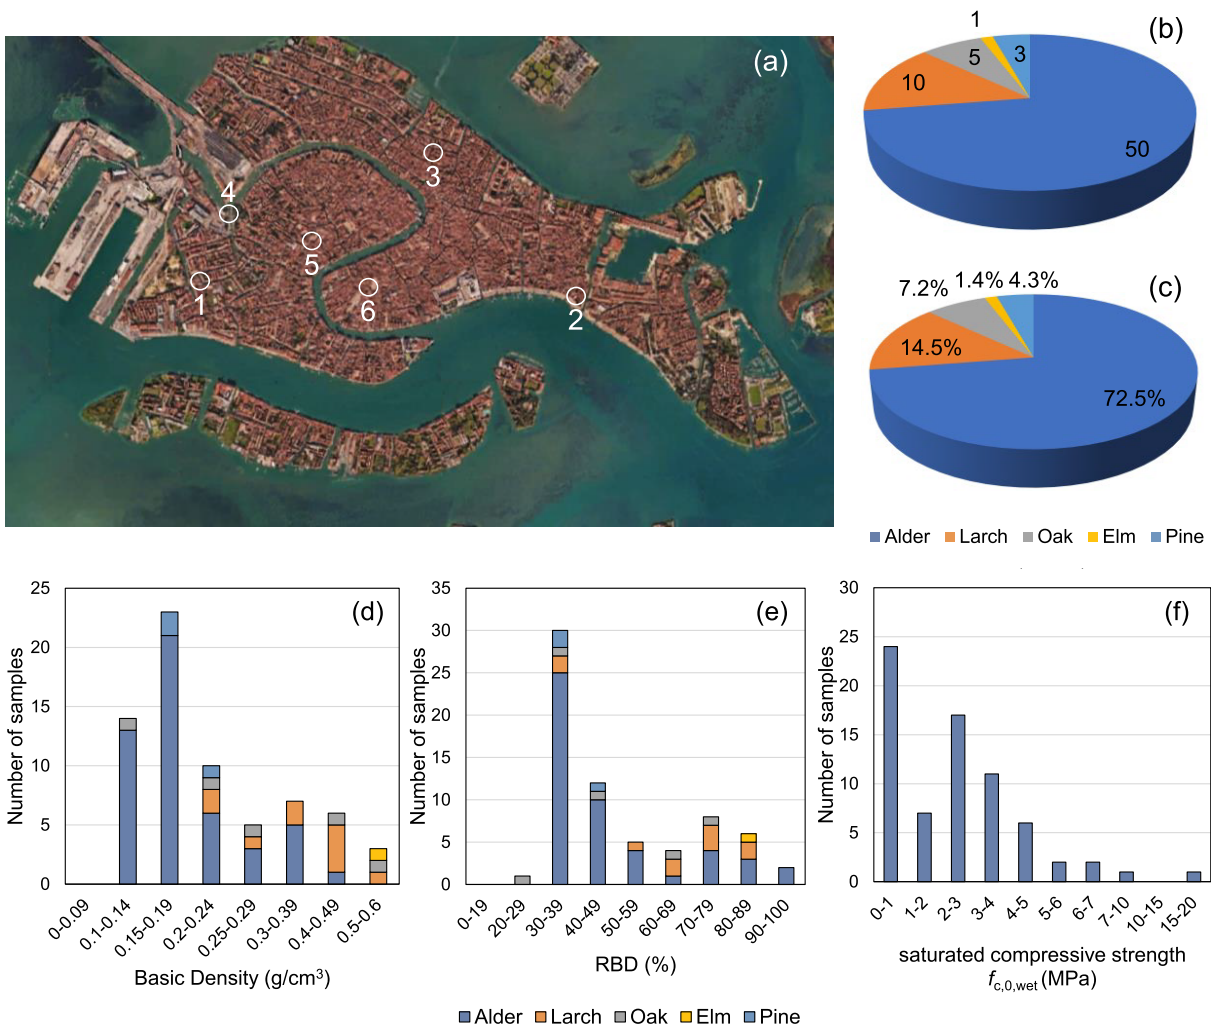 (a)
1
2
3
4
5
6
(b)
1
5
3
10
50
(c)
7.2% 1.4% 4.3%
14.5%
72.5%
Alder Larch Oak Elm Pine
(d)
Number of samples
25
20
15
10
5
0
0-0.09 0.1-0.14 0.15-0.19 0.2-0.24 0.25-0.29 0.3-0.39 0.4-0.49 0.5-0.6
Basic Density (g/cm³)
(e)
Number of samples
35
30
25
20
15
10
5
0
0-19 20-29 30-39 40-49 50-59 60-69 70-79 80-89 90-100
RBD (%)
(f)
Number of samples
30
25
20
15
10
5
0
0-1 1-2 2-3 3-4 4-5 5-6 6-7 7-10 10-15 15-20
saturated compressive strength
fc,0,wet (MPa)
Alder Larch Oak Elm Pine